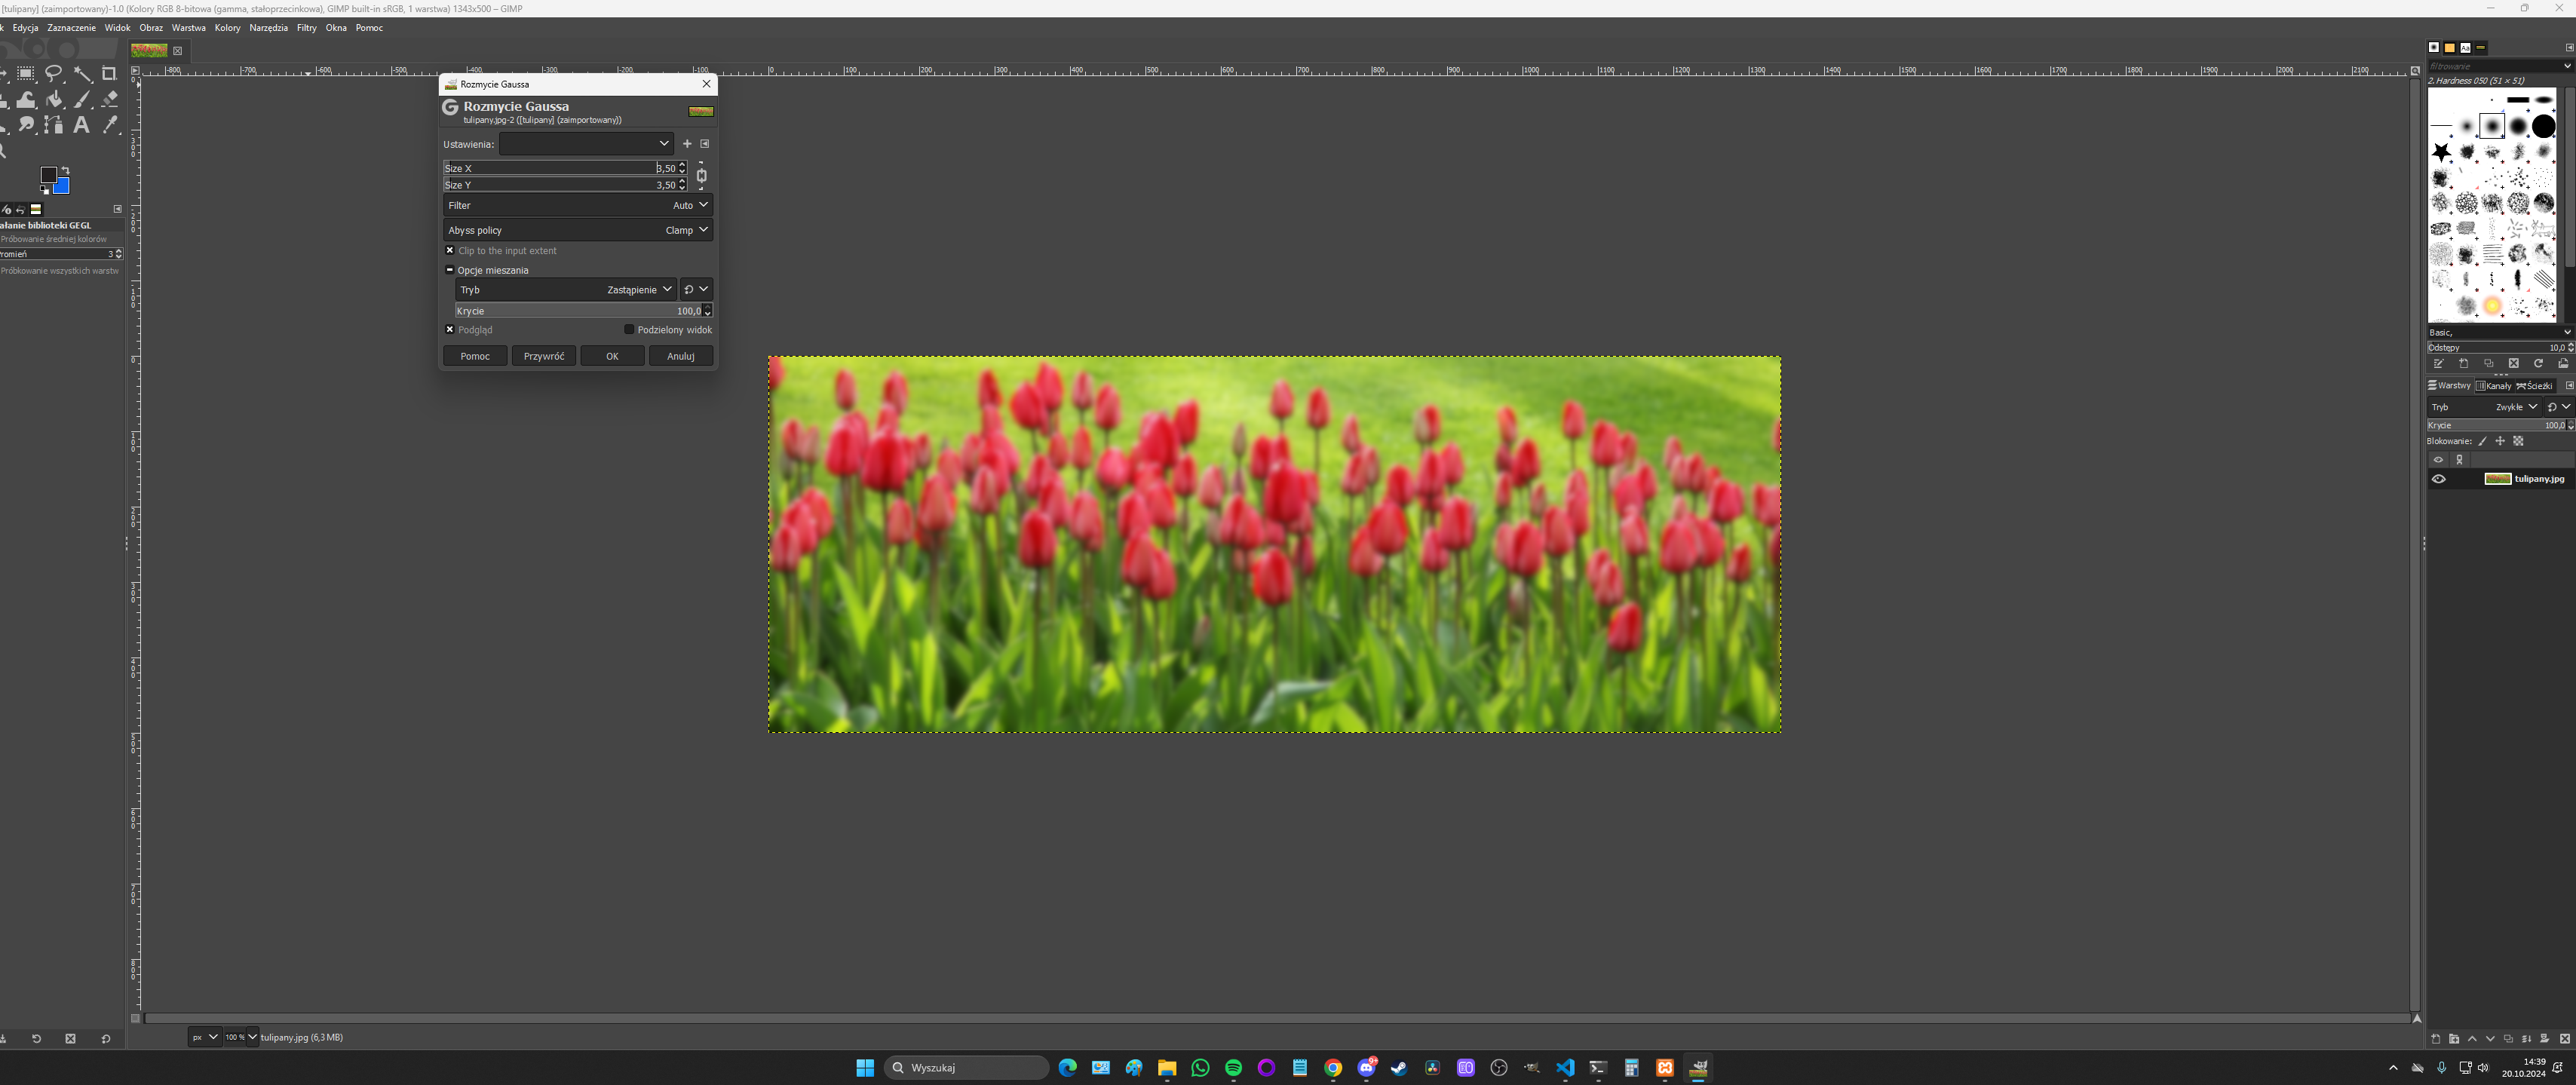 [tulipany] (zaimportowany)-1.0 (Kolory RGB 8-bitowa (gamma, stałoprzecinkowa), GIMP built-in sRGB, 1 warstwa) 1343x500 – GIMP
k Edycja Zaznaczenie Widok Obraz Warstwa Kolory Narzędzia Filtry Okna Pomoc
-800 -700 -600 -500 -400 -300 -200 -100 0 100 200 300 400 500 600 700 800 900 1000 1100 1200 1300 1400 1500 1600 1700 1800 1900 2000 2100
Rozmycie Gaussa
Rozmycie Gaussa
tulipany.jpg-2 ([tulipany] (zaimportowany))
Ustawienia:
Size X 3,50
Size Y 3,50
Filter Auto
Abyss policy Clamp
Clip to the input extent
Opcje mieszania
Tryb Zastąpienie
Krycie 100,0
Podgląd Podzielony widok
Pomoc Przywróć OK Anuluj
ałanie biblioteki GEGL
Próbowanie średniej kolorów
romień 3
Próbkowanie wszystkich warstw
filtrowanie
2. Hardness 050 (51 × 51)
Basic,
Odstępy 10,0
Warstwy Kanały Ścieżki
Tryb Zwykłe
Krycie 100,0
Blokowanie:
tulipany.jpg
px 100 % tulipany.jpg (6,3 MB)
Wyszukaj
9+
14:39
20.10.2024